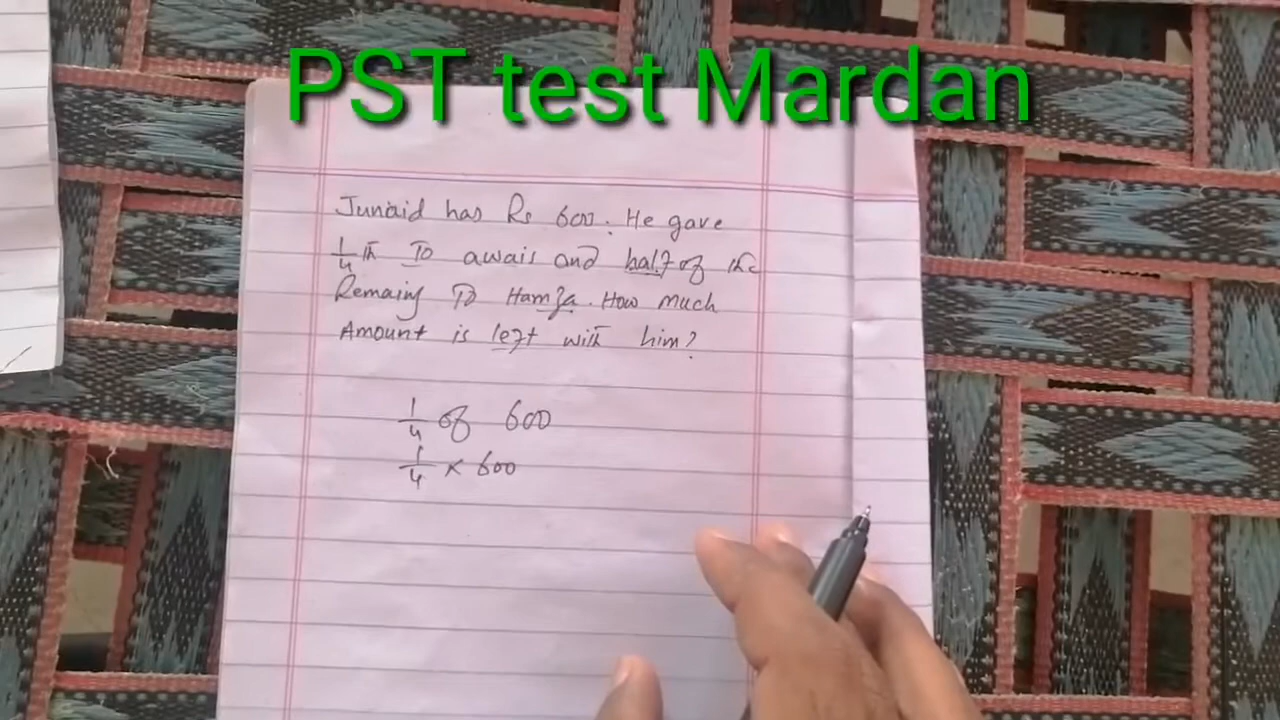 PST test Mardan
Junaid has Rs 600. He gave
1/4th To awais and half of the
Remaing To Hamza. How much
Amount is left with him?
1/4 of 600
1/4 × 600